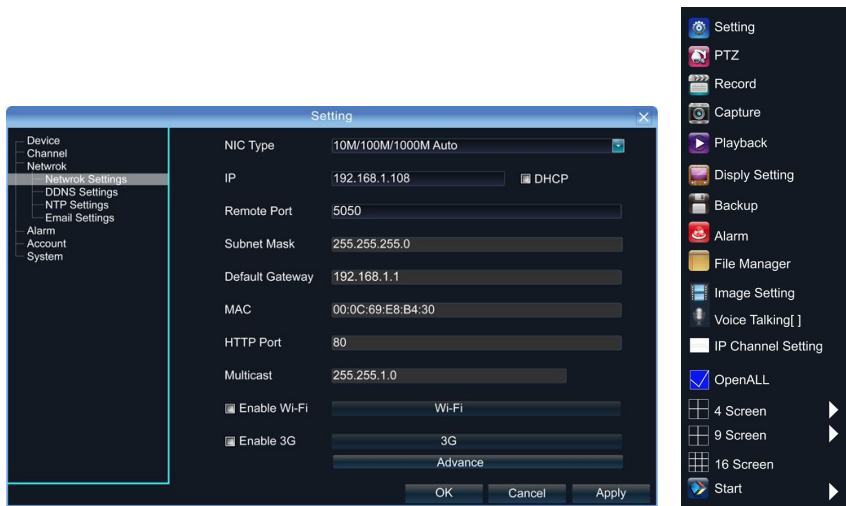 Setting
Device
Channel
Netwrok
Netwrok Settings
DDNS Settings
NTP Settings
Email Settings
Alarm
Account
System
NIC Type 10M/100M/1000M Auto
IP 192.168.1.108 DHCP
Remote Port 5050
Subnet Mask 255.255.255.0
Default Gateway 192.168.1.1
MAC 00:0C:69:E8:B4:30
HTTP Port 80
Multicast 255.255.1.0
Enable Wi-Fi Wi-Fi
Enable 3G 3G
Advance
OK Cancel Apply
Setting
PTZ
Record
Capture
Playback
Disply Setting
Backup
Alarm
File Manager
Image Setting
Voice Talking[ ]
IP Channel Setting
OpenALL
4 Screen
9 Screen
16 Screen
Start